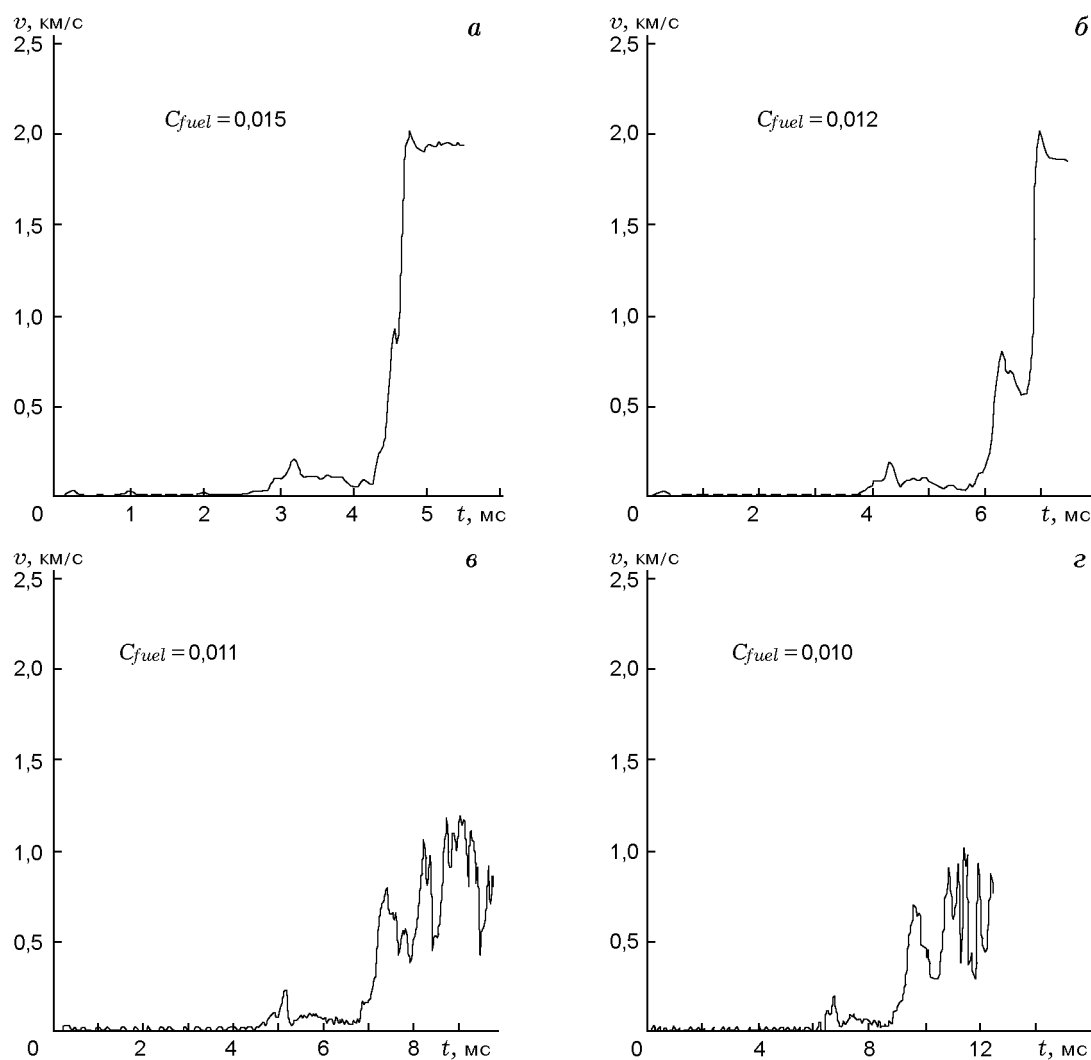 v, км/с
а
2,5
C_fuel = 0,015
2,0
1,5
1,0
0,5
0 1 2 3 4 5 t, мс
v, км/с
б
2,5
C_fuel = 0,012
2,0
1,5
1,0
0,5
0 2 4 6 t, мс
v, км/с
в
2,5
C_fuel = 0,011
2,0
1,5
1,0
0,5
0 2 4 6 8 t, мс
v, км/с
г
2,5
C_fuel = 0,010
2,0
1,5
1,0
0,5
0 2 4 6 8 10 12 t, мс